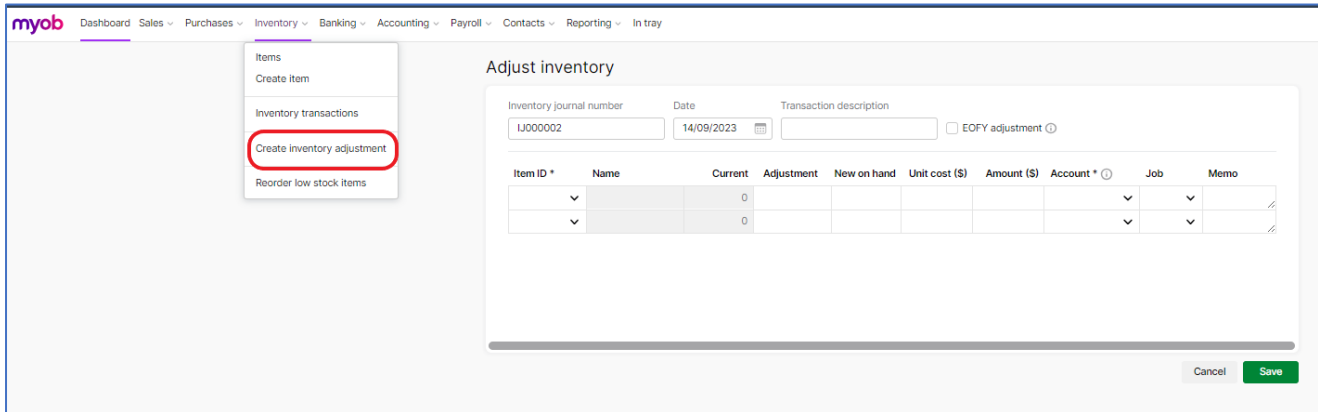 myob Dashboard Sales Purchases Inventory Banking Accounting Payroll Contacts Reporting In tray
Items
Create item
Inventory transactions
Create inventory adjustment
Reorder low stock items
Adjust inventory
Inventory journal number Date Transaction description
IJ000002 14/09/2023 EOFY adjustment
Item ID * Name Current Adjustment New on hand Unit cost ($) Amount ($) Account * Job Memo
0
0
Cancel Save